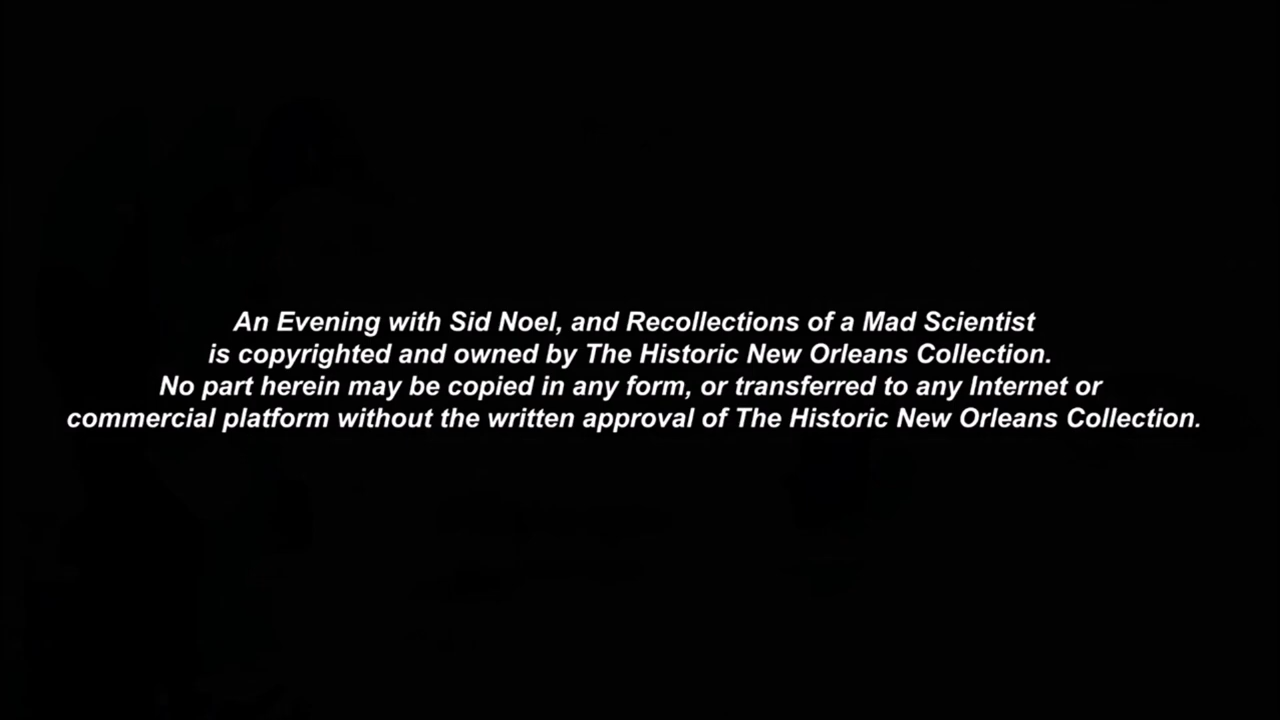 An Evening with Sid Noel, and Recollections of a Mad Scientist
is copyrighted and owned by The Historic New Orleans Collection.
No part herein may be copied in any form, or transferred to any Internet or
commercial platform without the written approval of The Historic New Orleans Collection.